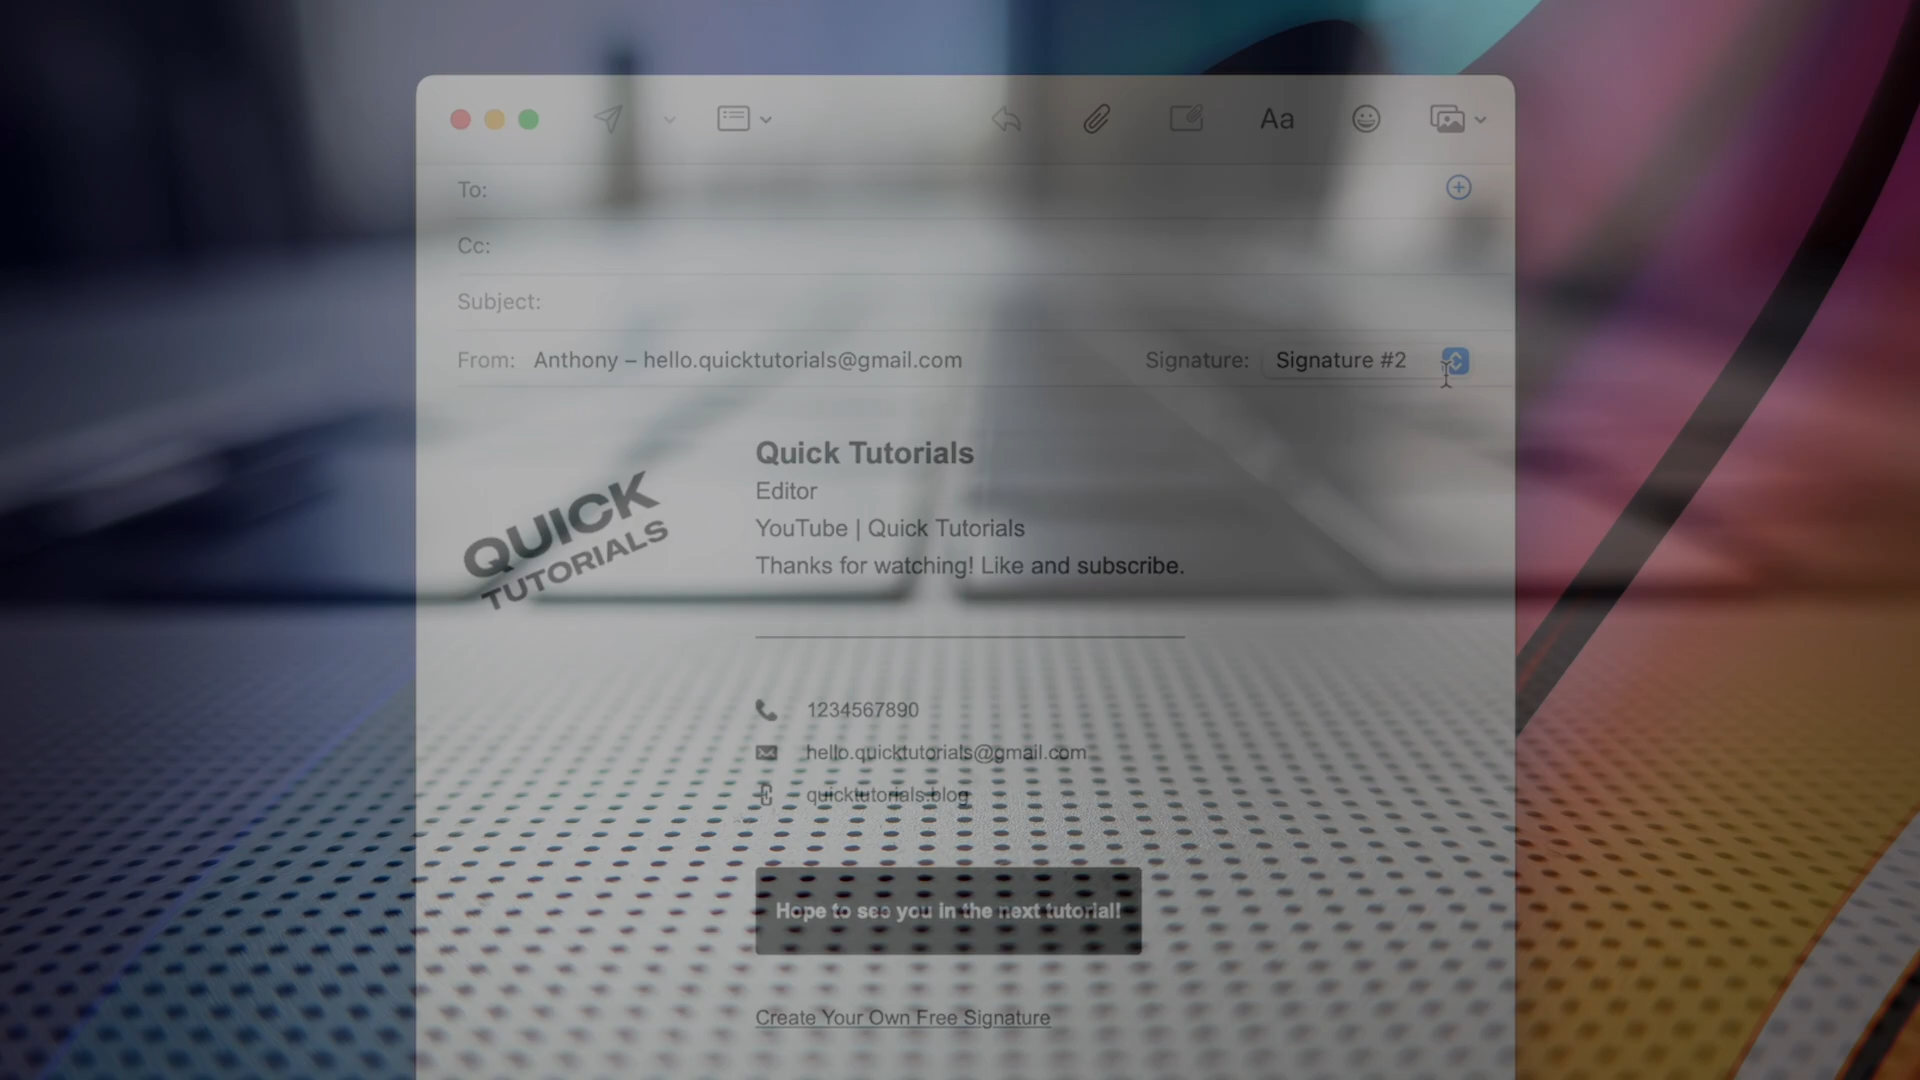 Aa
To:
Cc:
Subject:
From: Anthony – hello.quicktutorials@gmail.com Signature: Signature #2
QUICK
TUTORIALS
Quick Tutorials
Editor
YouTube | Quick Tutorials
Thanks for watching! Like and subscribe.
1234567890
hello.quicktutorials@gmail.com
quicktutorials.blog
Hope to see you in the next tutorial!
Create Your Own Free Signature